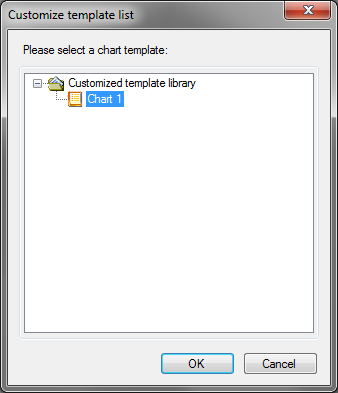 Customize template list
Please select a chart template:
Customized template library
Chart 1
OK
Cancel